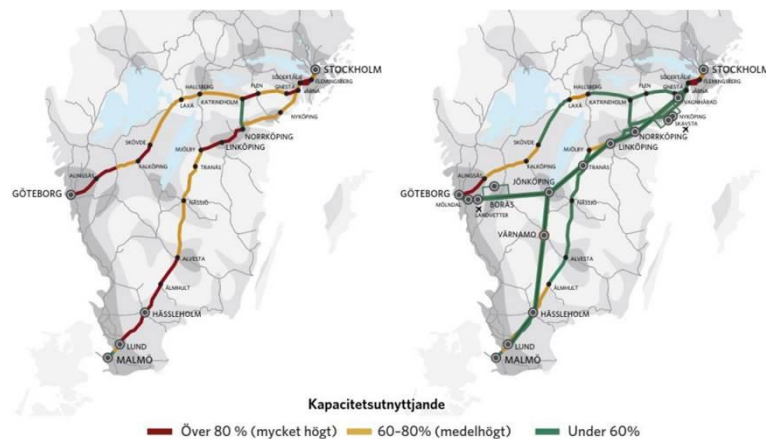 STOCKHOLM
SÖDERTÄLJE
FLEMINGSBERG
GNESTA
JÄRNA
HALLSBERG
FLEN
LAXÅ
KATRINEHOLM
NYKÖPING
SKÖVDE
NORRKÖPING
LINKÖPING
MJÖLBY
FALKÖPING
TRANÅS
ALINGSÅS
GÖTEBORG
NÄSSJÖ
ALVESTA
ÄLMHULT
HÄSSLEHOLM
LUND
MALMÖ
STOCKHOLM
SÖDERTÄLJE
FLEMINGSBERG
GNESTA
JÄRNA
VAGNHÄRAD
HALLSBERG
FLEN
LAXÅ
KATRINEHOLM
NYKÖPING
SKAVSTA
SKÖVDE
NORRKÖPING
LINKÖPING
MJÖLBY
FALKÖPING
TRANÅS
ALINGSÅS
JÖNKÖPING
GÖTEBORG
MÖLNDAL
BORÅS
LANDVETTER
NÄSSJÖ
VÄRNAMO
ALVESTA
ÄLMHULT
HÄSSLEHOLM
LUND
MALMÖ
Kapacitetsutnyttjande
Över 80 % (mycket högt)
60–80% (medelhögt)
Under 60%